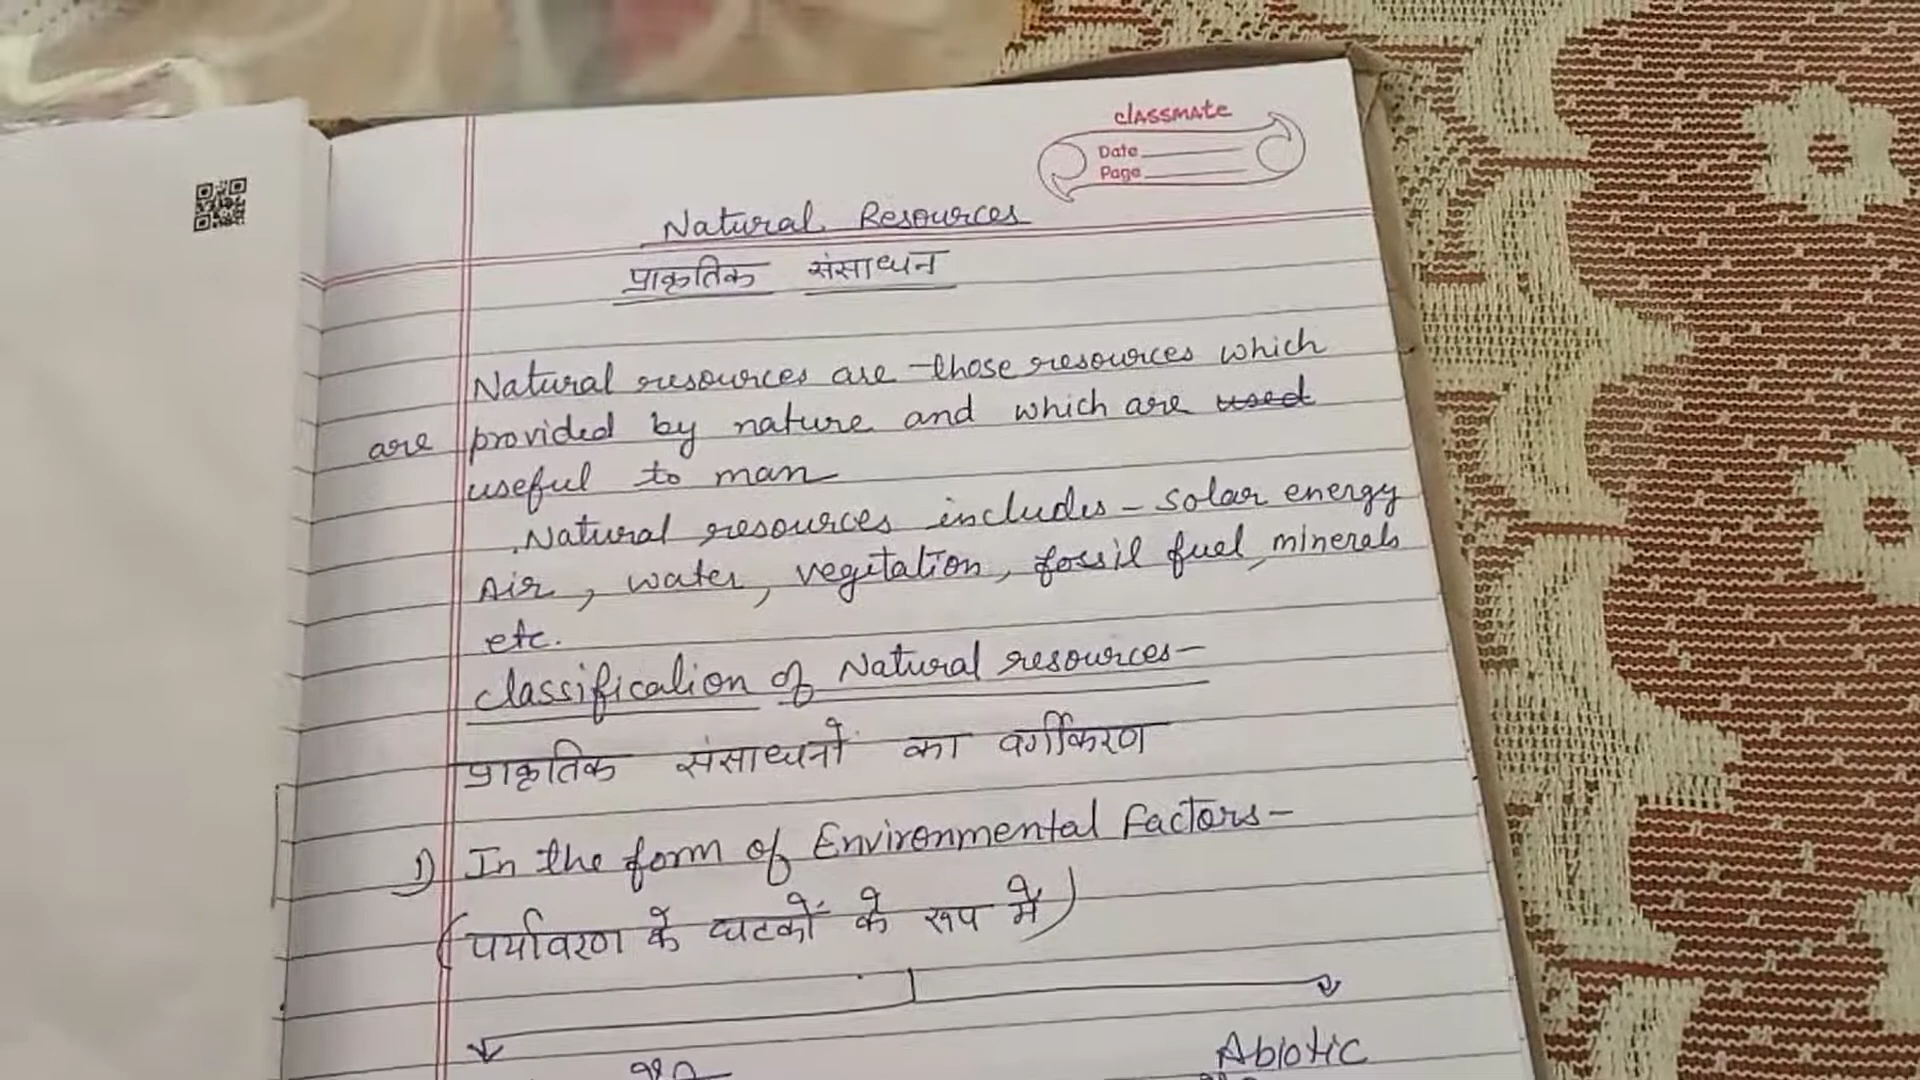 classmate
Date
Page
Natural Resources
प्राकृतिक संसाधन
Natural resources are those resources which
are provided by nature and which are used
useful to man
Natural resources includes - solar energy
Air, water, vegitation, fossil fuel, minerals
etc.
classification of Natural resources-
प्राकृतिक संसाधनों का वर्गीकरण
1) In the form of Environmental factors-
(पर्यावरण के घटकों के रूप में)
Abiotic